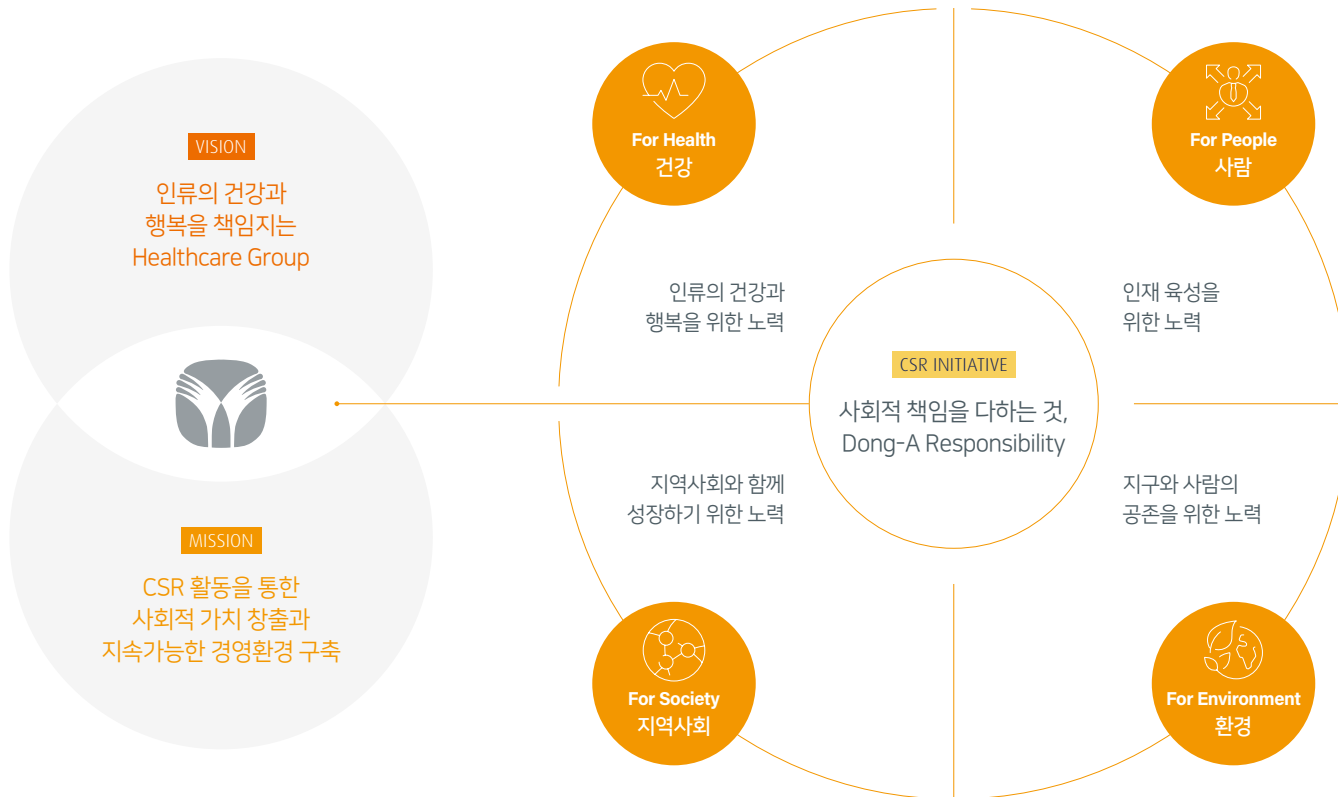 VISION
인류의 건강과
행복을 책임지는
Healthcare Group
MISSION
CSR 활동을 통한
사회적 가치 창출과
지속가능한 경영환경 구축
For Health
건강
인류의 건강과
행복을 위한 노력
For People
사람
인재 육성을
위한 노력
CSR INITIATIVE
사회적 책임을 다하는 것,
Dong-A Responsibility
지역사회와 함께
성장하기 위한 노력
For Society
지역사회
지구와 사람의
공존을 위한 노력
For Environment
환경